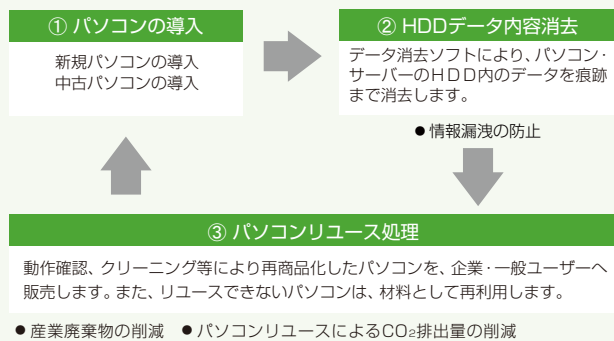 ① パソコンの導入
新規パソコンの導入
中古パソコンの導入
② HDDデータ内容消去
データ消去ソフトにより、パソコン・
サーバーのHDD内のデータを痕跡
まで消去します。
●情報漏洩の防止
③ パソコンリユース処理
動作確認、クリーニング等により再商品化したパソコンを、企業・一般ユーザーへ
販売します。また、リユースできないパソコンは、材料として再利用します。
●産業廃棄物の削減 ●パソコンリユースによるCO₂排出量の削減